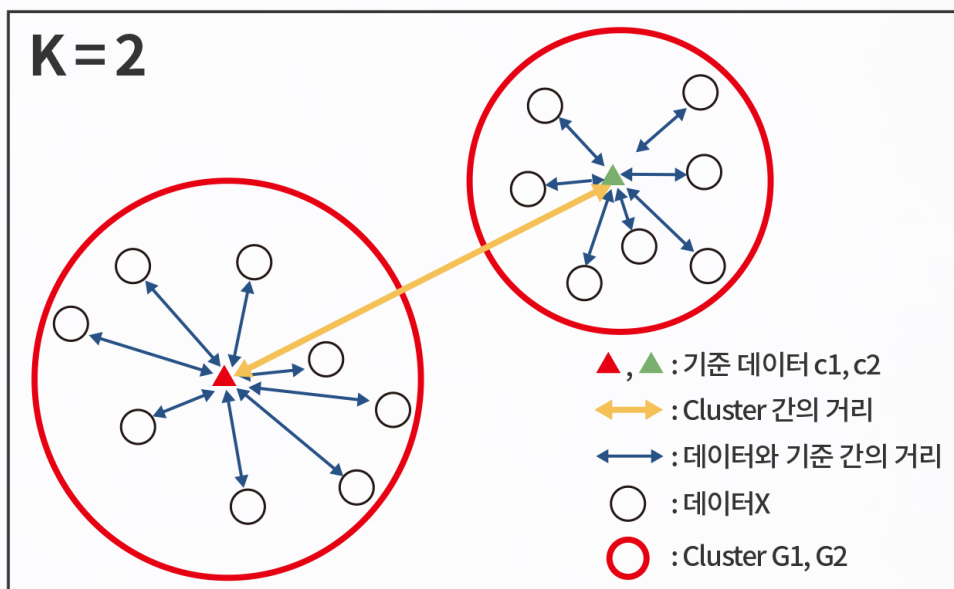 K = 2
, : 기준 데이터 c1, c2
: Cluster 간의 거리
: 데이터와 기준 간의 거리
: 데이터X
: Cluster G1, G2